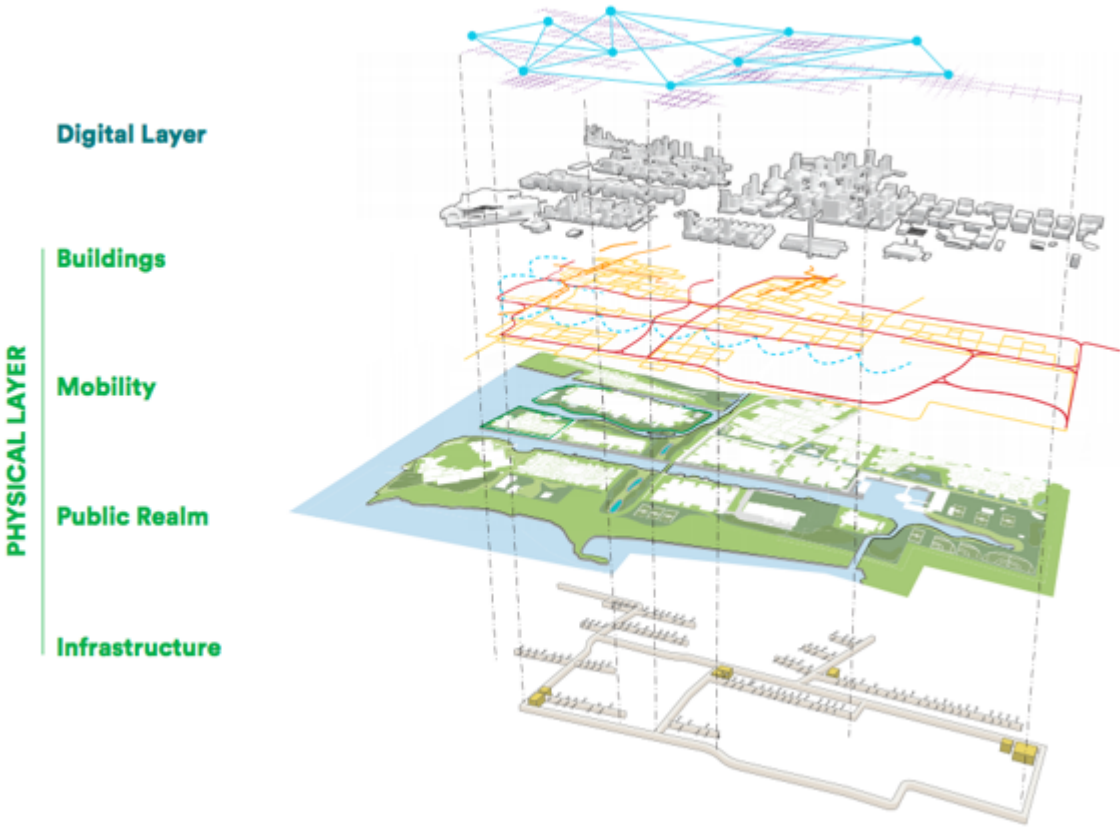 Digital Layer
PHYSICAL LAYER
Buildings
Mobility
Public Realm
Infrastructure